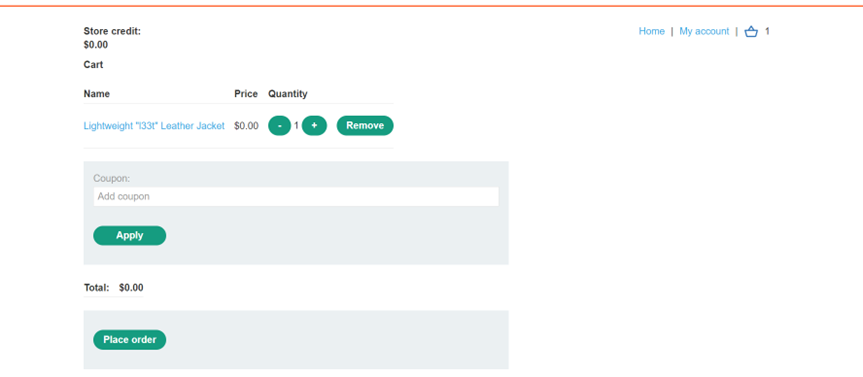 Store credit:
$0.00
Home | My account | 1
Cart
Name Price Quantity
Lightweight "l33t" Leather Jacket $0.00 - 1 + Remove
Coupon:
Add coupon
Apply
Total: $0.00
Place order